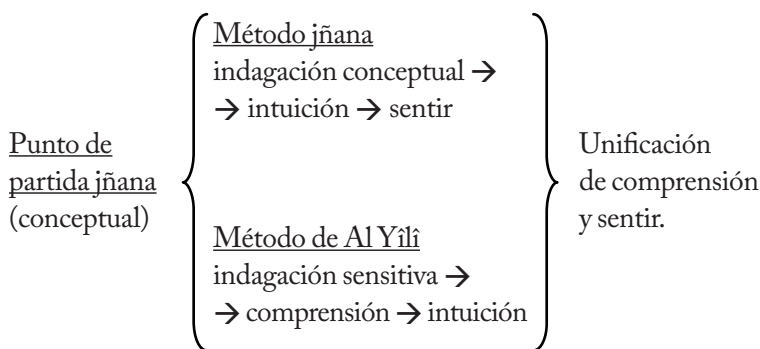 Punto de
partida jñana
(conceptual)
Método jñana
indagación conceptual →
→ intuición → sentir
Método de Al Yîlî
indagación sensitiva →
→ comprensión → intuición
Unificación
de comprensión
y sentir.